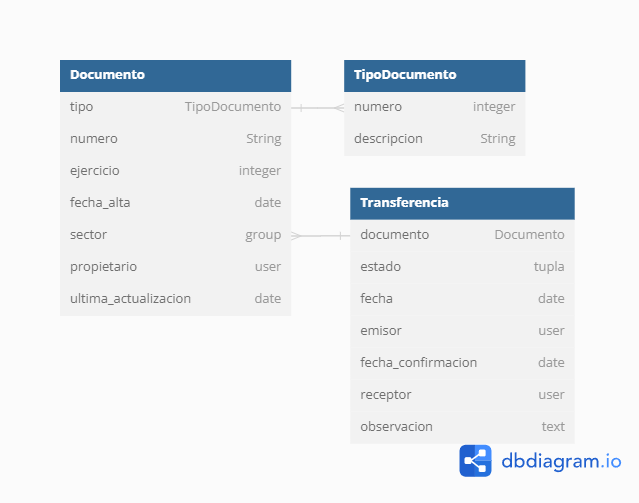 Documento
tipo TipoDocumento
numero String
ejercicio integer
fecha_alta date
sector group
propietario user
ultima_actualizacion date
TipoDocumento
numero integer
descripcion String
Transferencia
documento Documento
estado tupla
fecha date
emisor user
fecha_confirmacion date
receptor user
observacion text
dbdiagram.io